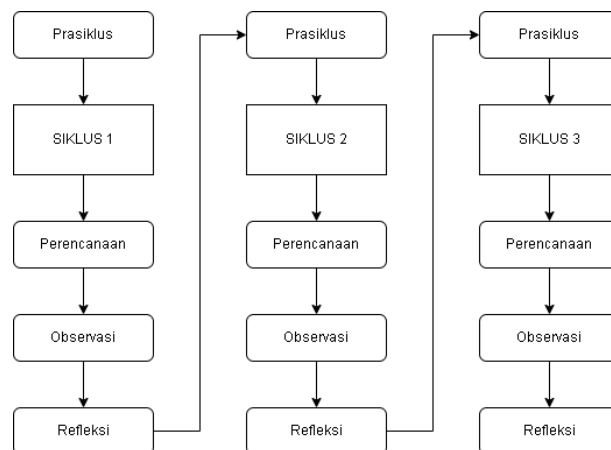 Prasiklus
SIKLUS 1
Perencanaan
Observasi
Refleksi
Prasiklus
SIKLUS 2
Perencanaan
Observasi
Refleksi
Prasiklus
SIKLUS 3
Perencanaan
Observasi
Refleksi